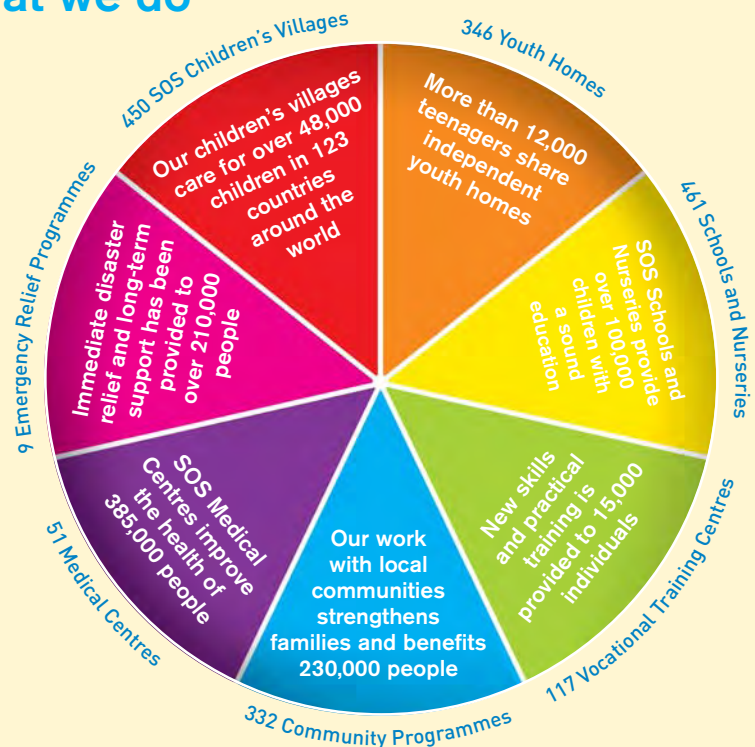 at we do
450 SOS Children's Villages
Our children's villages
care for over 48,000
children in 123
countries
around the
world
346 Youth Homes
More than 12,000
teenagers share
independent
youth homes
461 Schools and Nurseries
SOS Schools and
Nurseries provide
over 100,000
children with
a sound
education
117 Vocational Training Centres
New skills
and practical
training is
provided to 15,000
individuals
332 Community Programmes
Our work
with local
communities
strengthens
families and benefits
230,000 people
51 Medical Centres
SOS Medical
Centres improve
the health of
385,000 people
9 Emergency Relief Programmes
Immediate disaster
relief and long-term
support has been
provided to
over 210,000
people